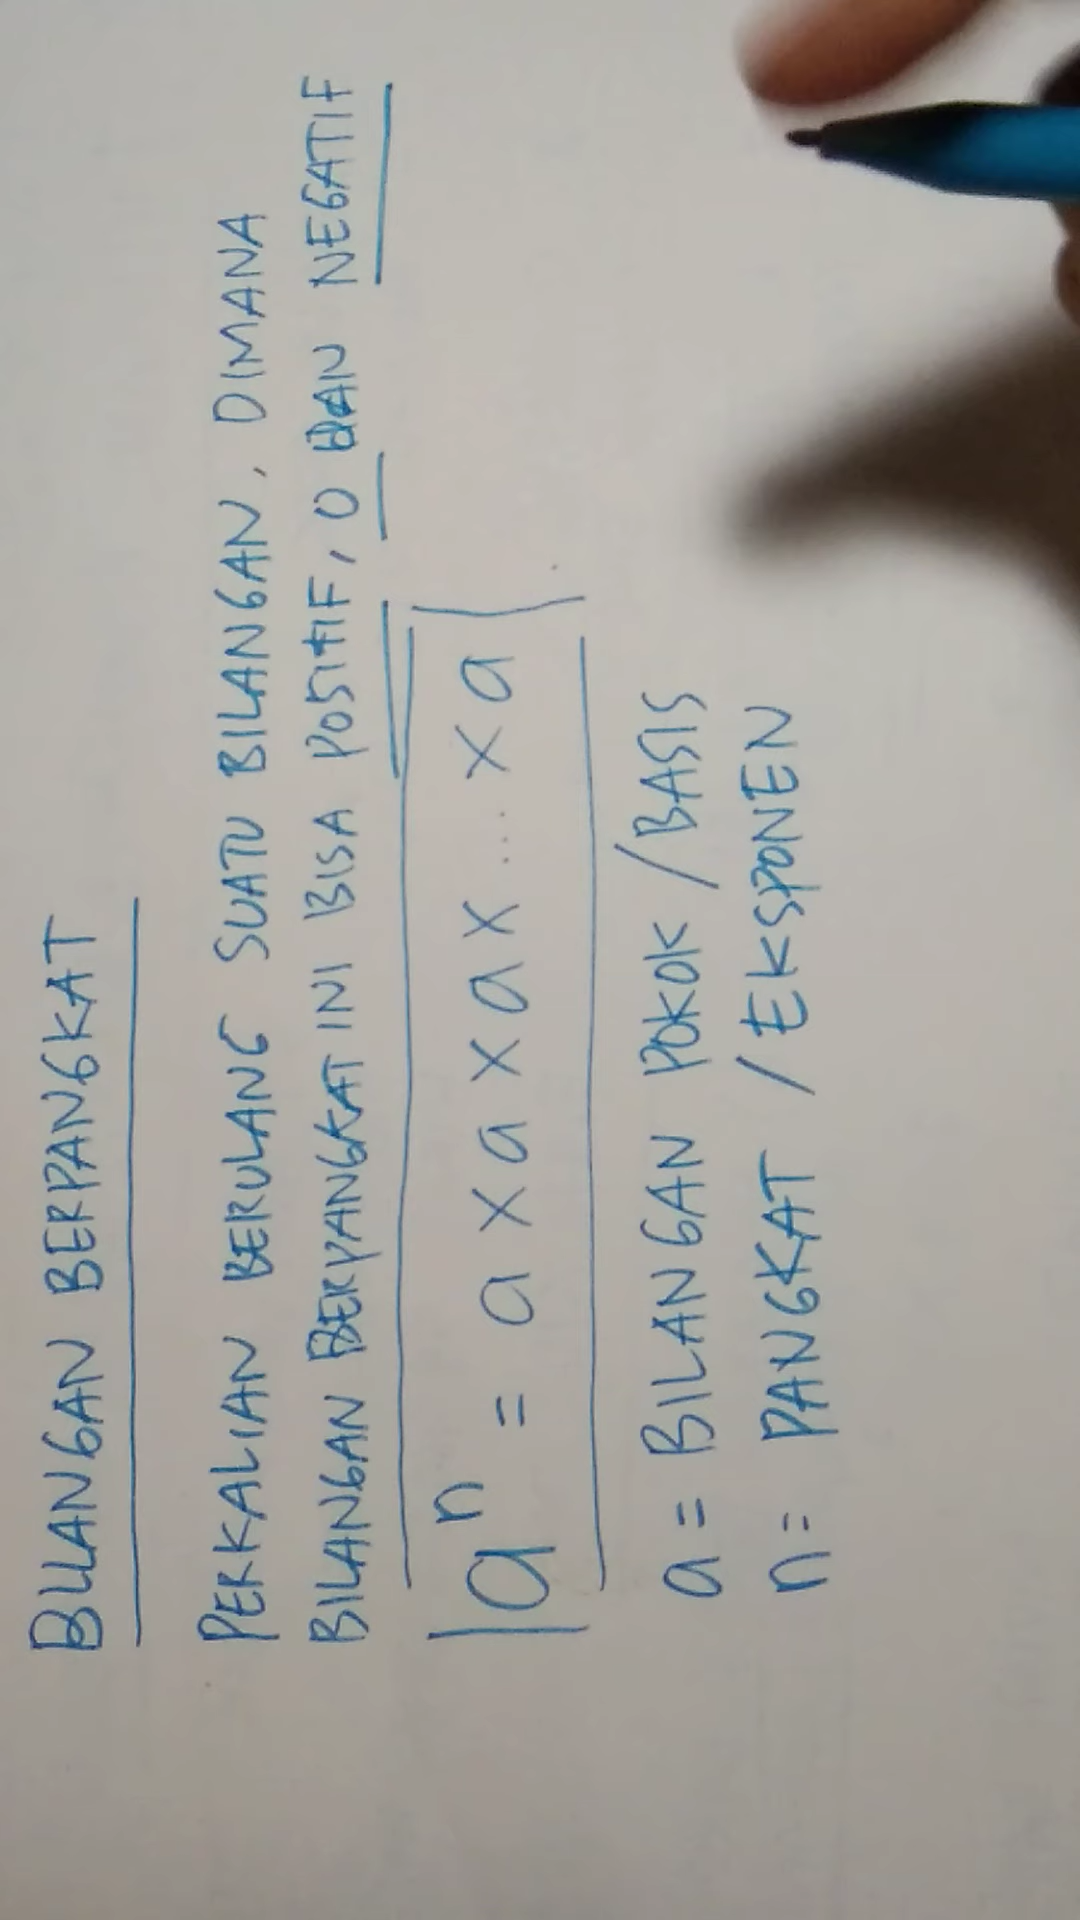 BILANGAN BERPANGKAT
PERKALIAN BERULANG SUATU BILANGAN, DIMANA
BILANGAN BERPANGKAT INI BISA POSITIF, 0 DAN NEGATIF
aⁿ = a x a x a x ... x a
a = BILANGAN POKOK / BASIS
n = PANGKAT / EKSPONEN